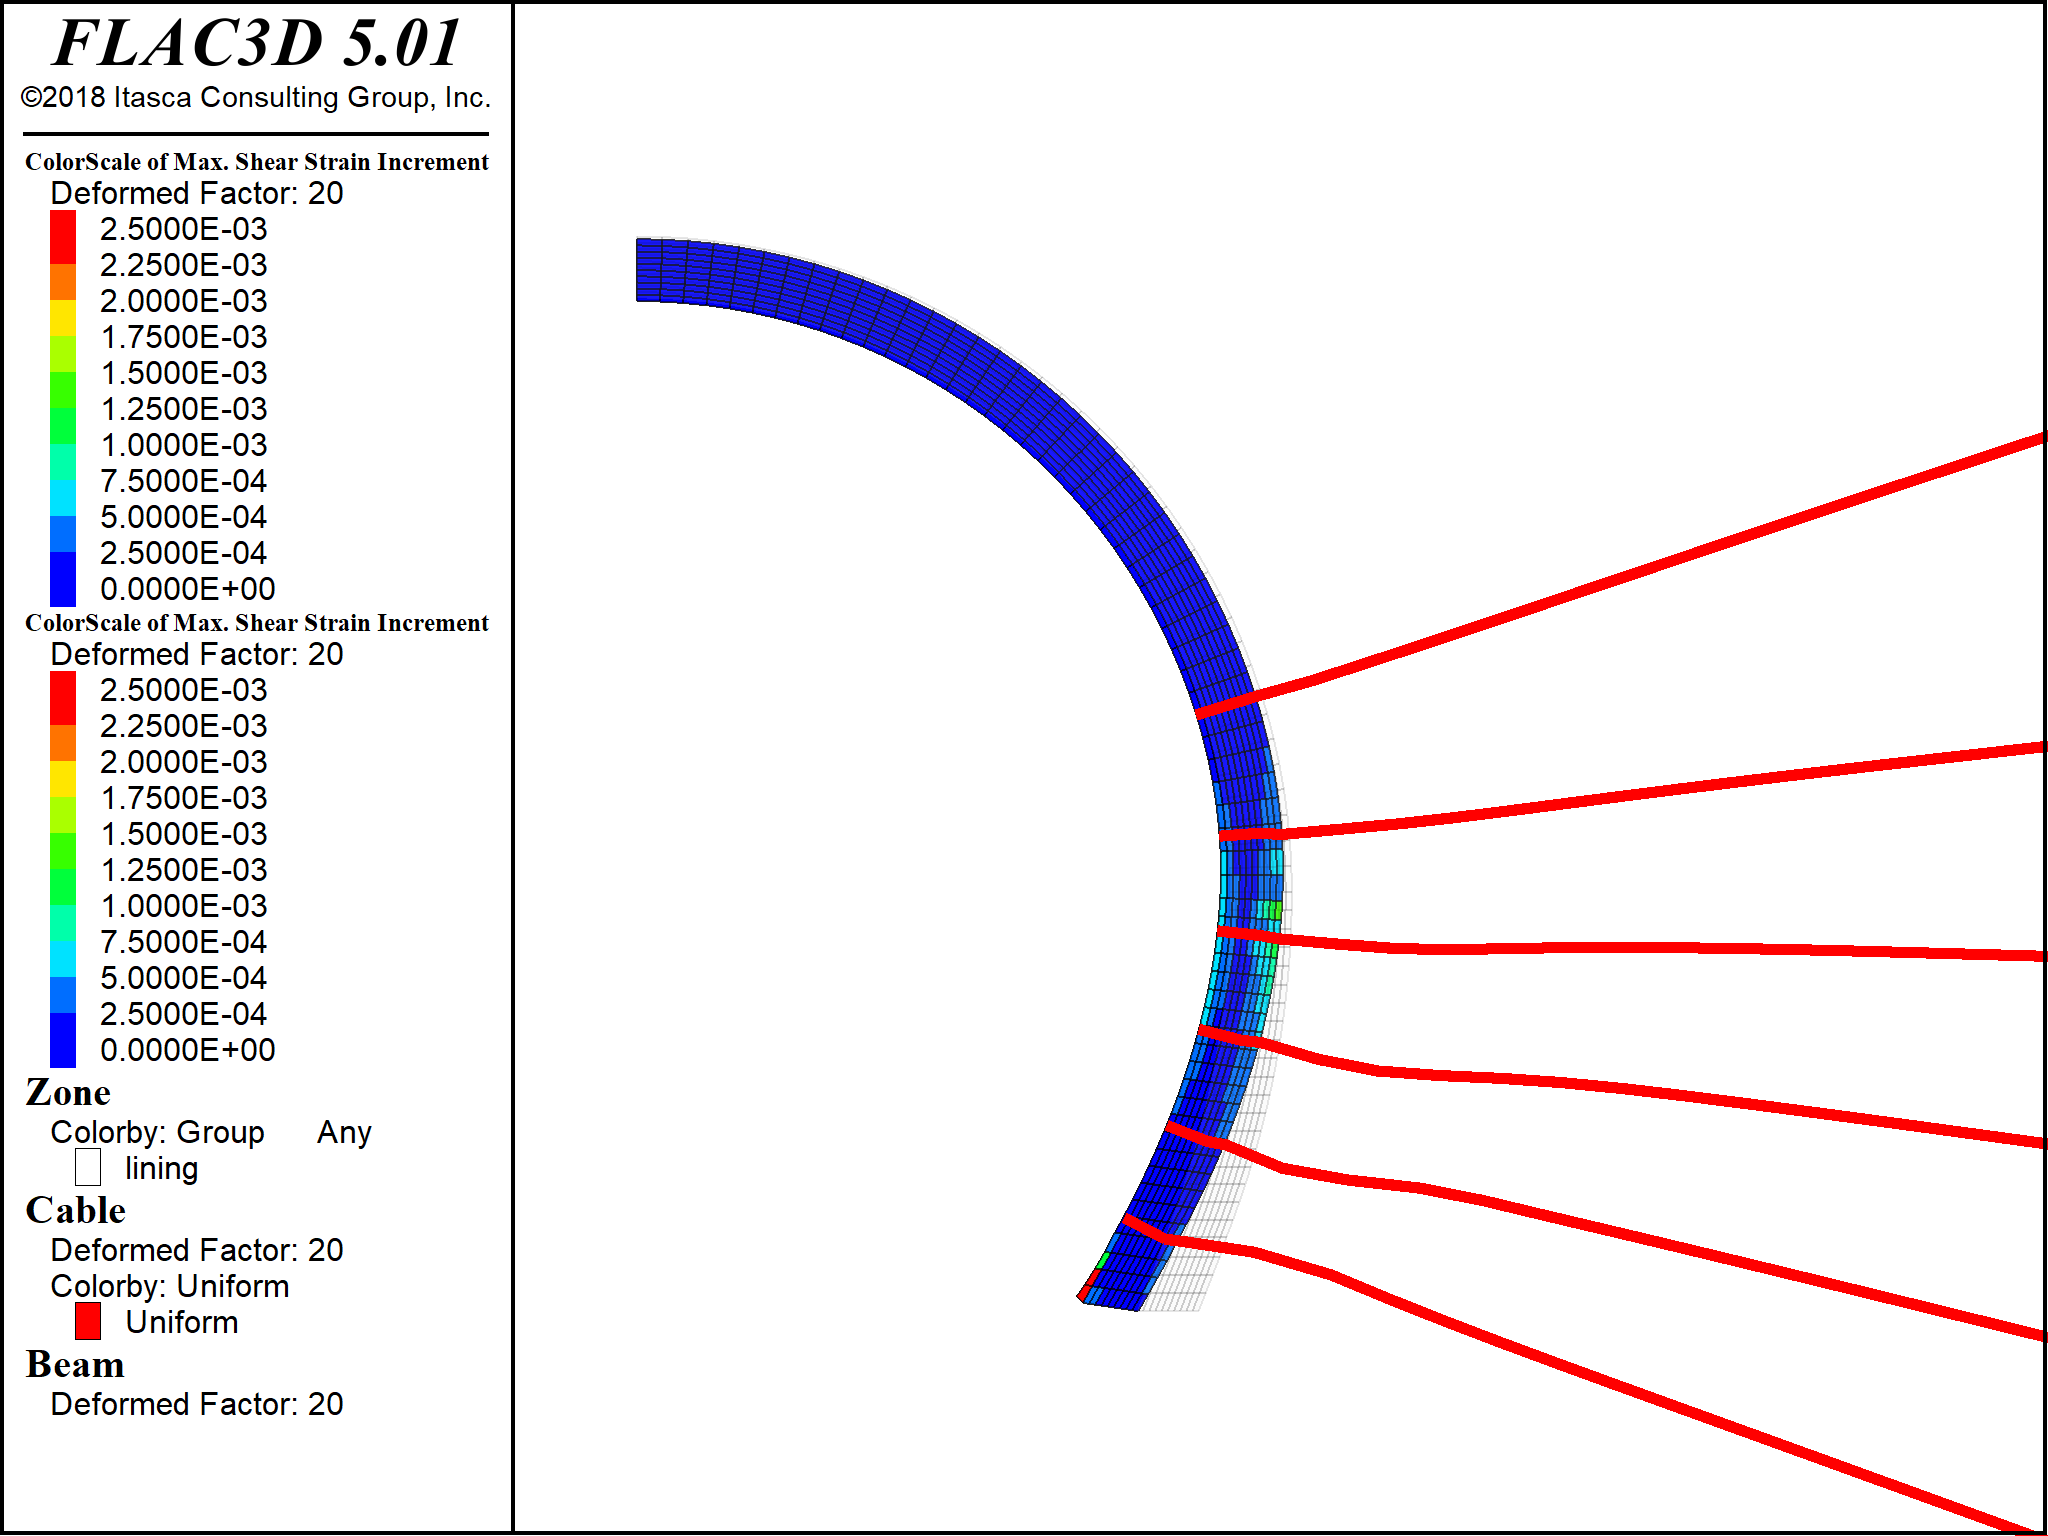 FLAC3D 5.01
©2018 Itasca Consulting Group, Inc.
ColorScale of Max. Shear Strain Increment
Deformed Factor: 20
2.5000E-03
2.2500E-03
2.0000E-03
1.7500E-03
1.5000E-03
1.2500E-03
1.0000E-03
7.5000E-04
5.0000E-04
2.5000E-04
0.0000E+00
ColorScale of Max. Shear Strain Increment
Deformed Factor: 20
2.5000E-03
2.2500E-03
2.0000E-03
1.7500E-03
1.5000E-03
1.2500E-03
1.0000E-03
7.5000E-04
5.0000E-04
2.5000E-04
0.0000E+00
Zone
Colorby: Group Any
lining
Cable
Deformed Factor: 20
Colorby: Uniform
Uniform
Beam
Deformed Factor: 20